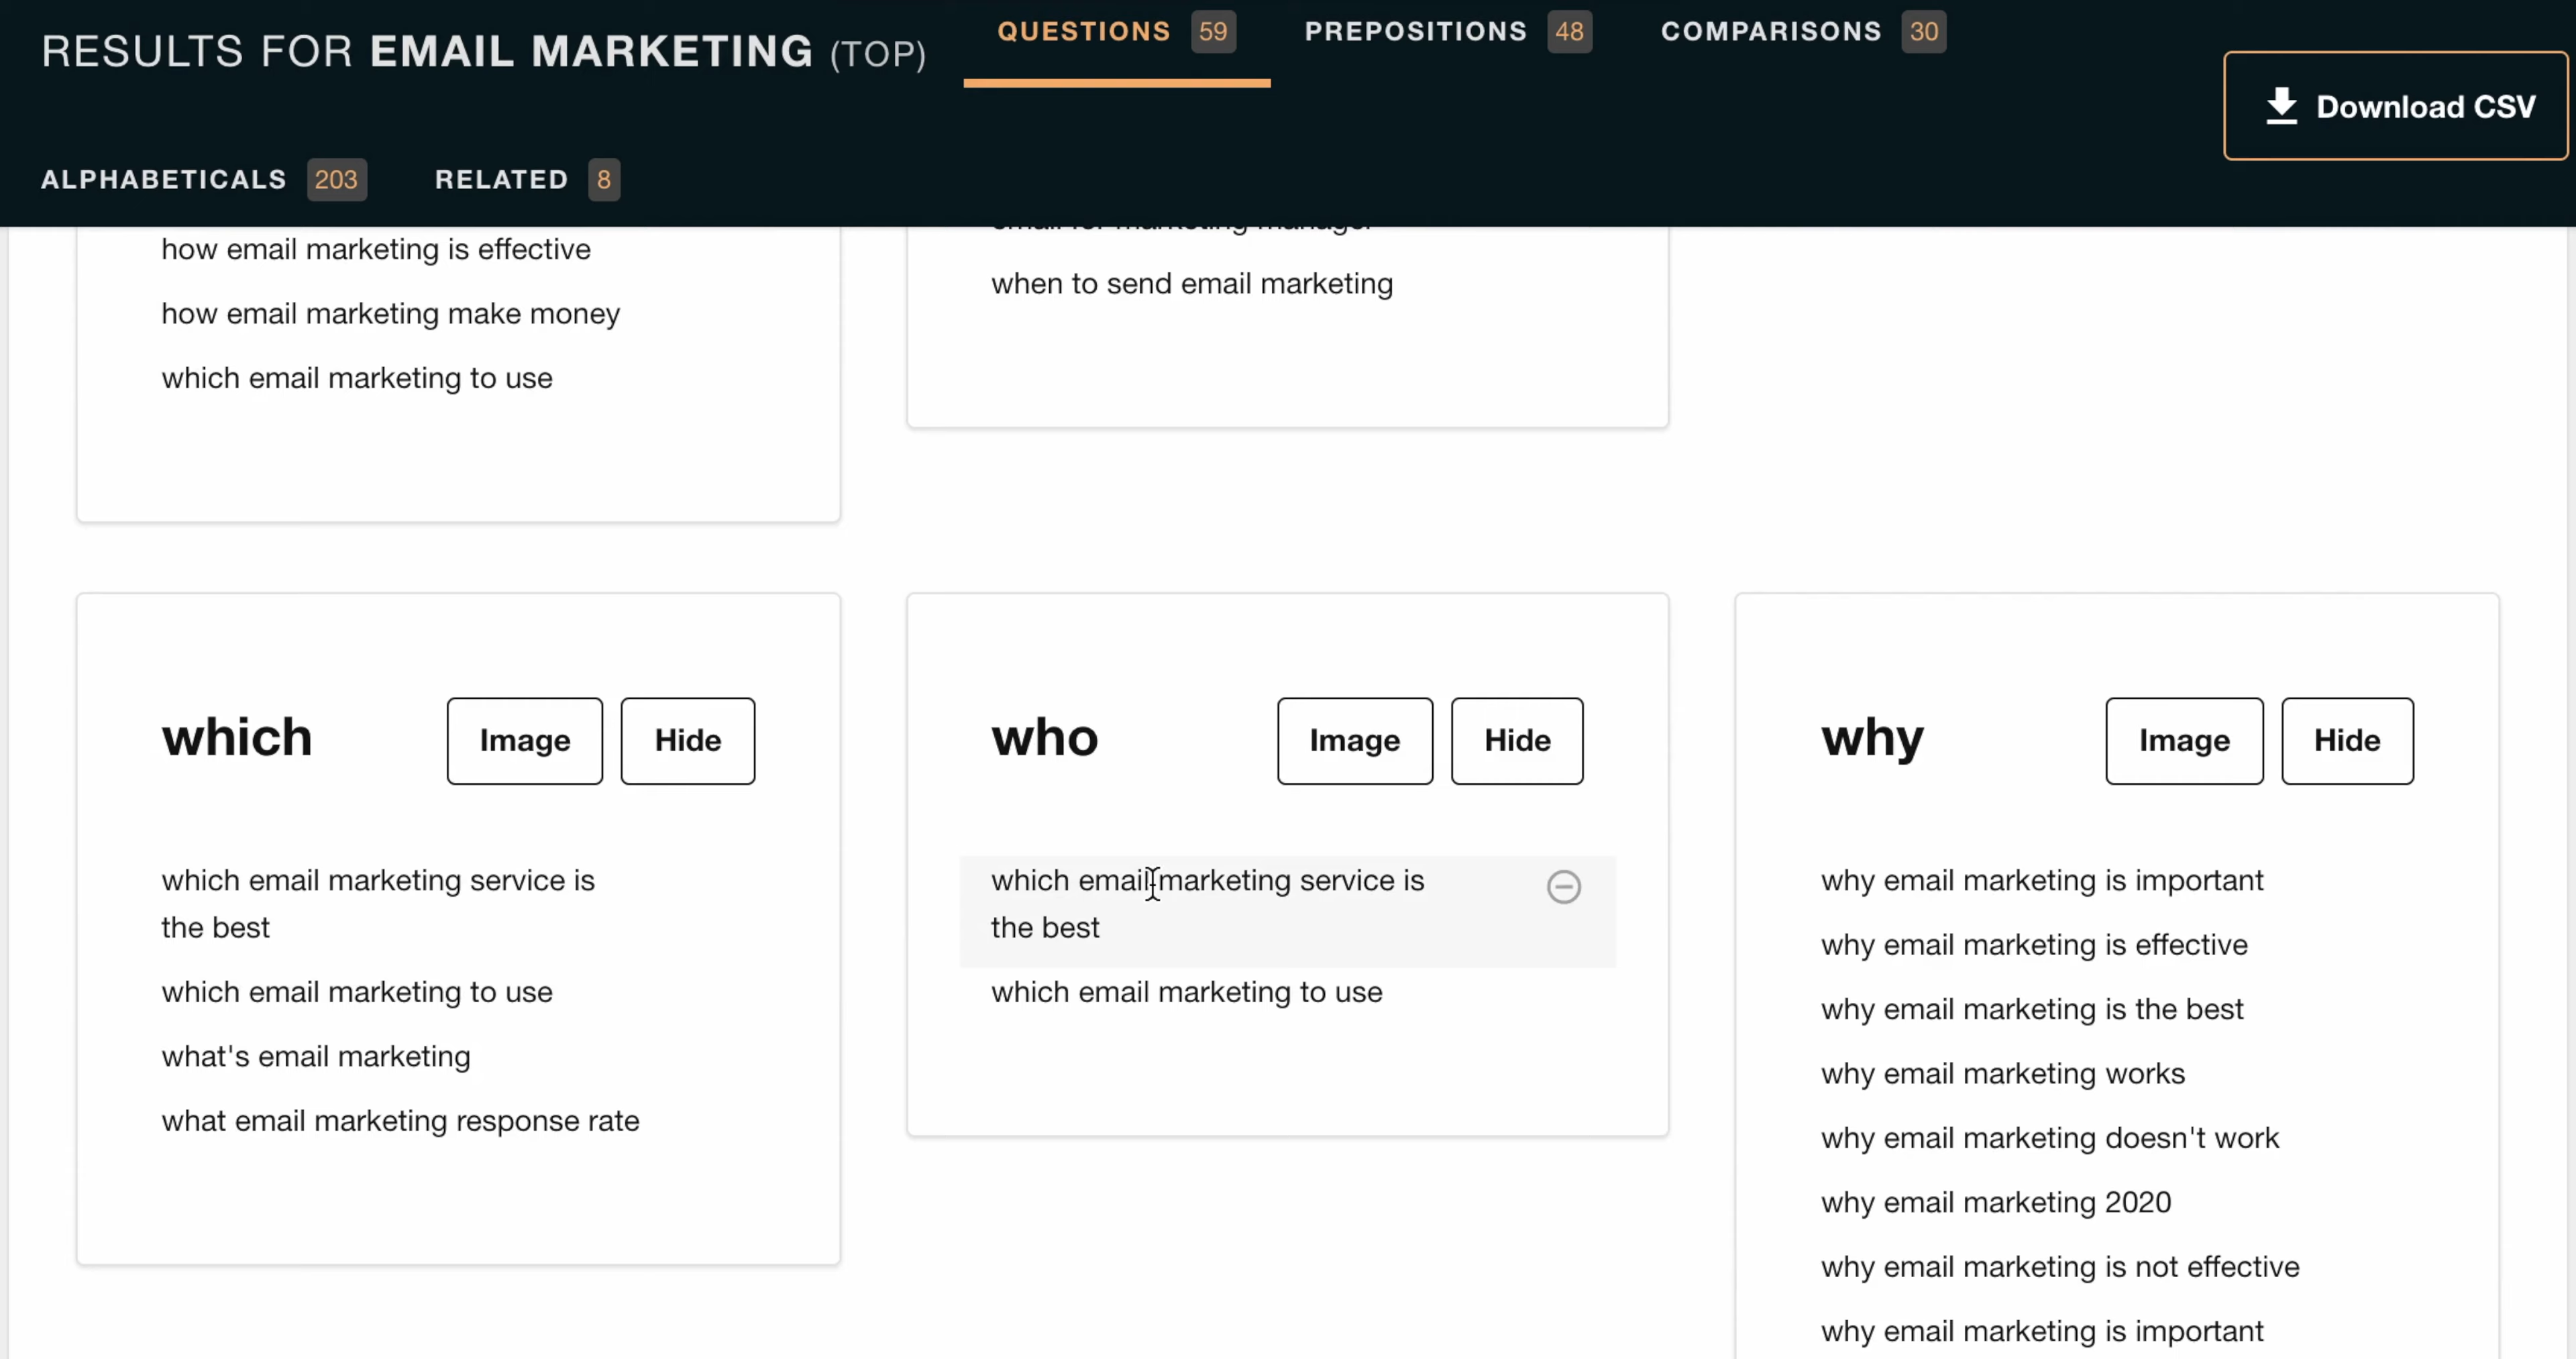 RESULTS FOR EMAIL MARKETING (TOP)
QUESTIONS 59
PREPOSITIONS 48
COMPARISONS 30
Download CSV
ALPHABETICALS 203
RELATED 8
how email marketing is effective
how email marketing make money
which email marketing to use
email for marketing manager
when to send email marketing
which
Image
Hide
which email marketing service is
the best
which email marketing to use
what's email marketing
what email marketing response rate
who
Image
Hide
which email marketing service is
the best
which email marketing to use
why
Image
Hide
why email marketing is important
why email marketing is effective
why email marketing is the best
why email marketing works
why email marketing doesn't work
why email marketing 2020
why email marketing is not effective
why email marketing is important